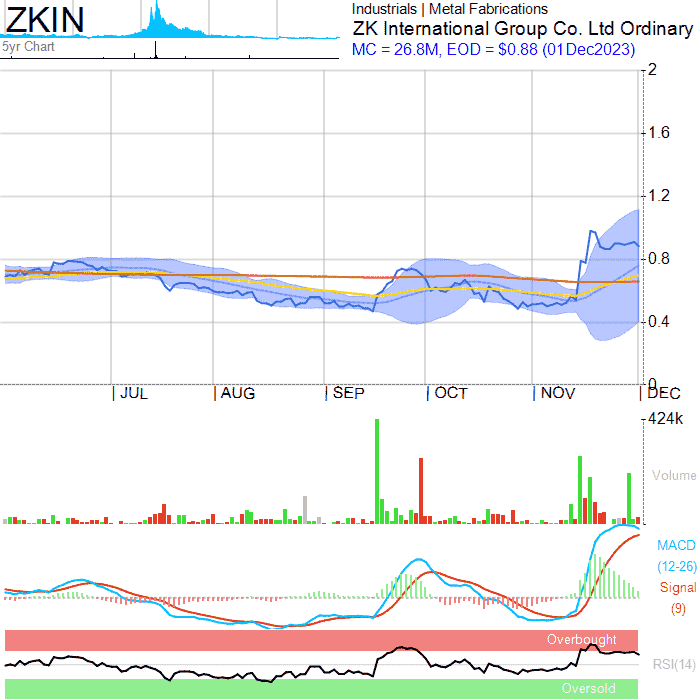 ZKIN
5yr Chart
Industrials | Metal Fabrications
ZK International Group Co. Ltd Ordinary
MC = 26.8M, EOD = $0.88 (01Dec2023)
2
1.6
1.2
0.8
0.4
0
| JUL | AUG | SEP | OCT | NOV | DEC
424k
Volume
MACD
(12-26)
Signal
(9)
Overbought
RSI(14)
Oversold